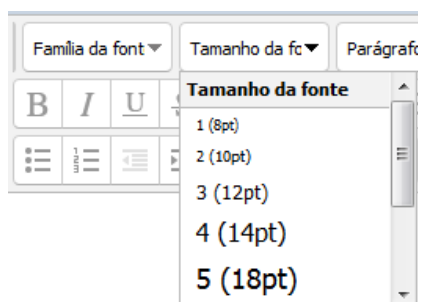 Família da font Tamanho da fo Parágrafo
B I U
Tamanho da fonte
1 (8pt)
2 (10pt)
3 (12pt)
4 (14pt)
5 (18pt)